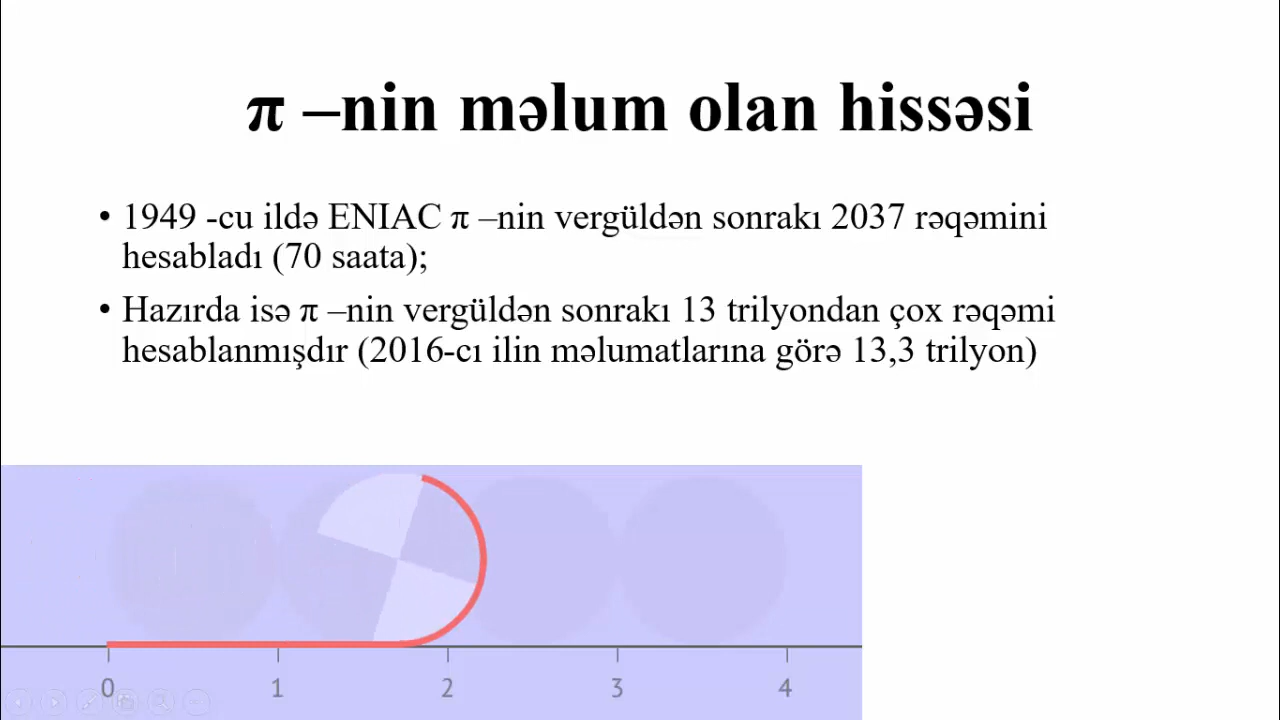 π –nin məlum olan hissəsi
• 1949 -cu ildə ENIAC π –nin vergüldən sonrakı 2037 rəqəmini
hesabladı (70 saata);
• Hazırda isə π –nin vergüldən sonrakı 13 trilyondan çox rəqəmi
hesablanmışdır (2016-cı ilin məlumatlarına görə 13,3 trilyon)
0 1 2 3 4